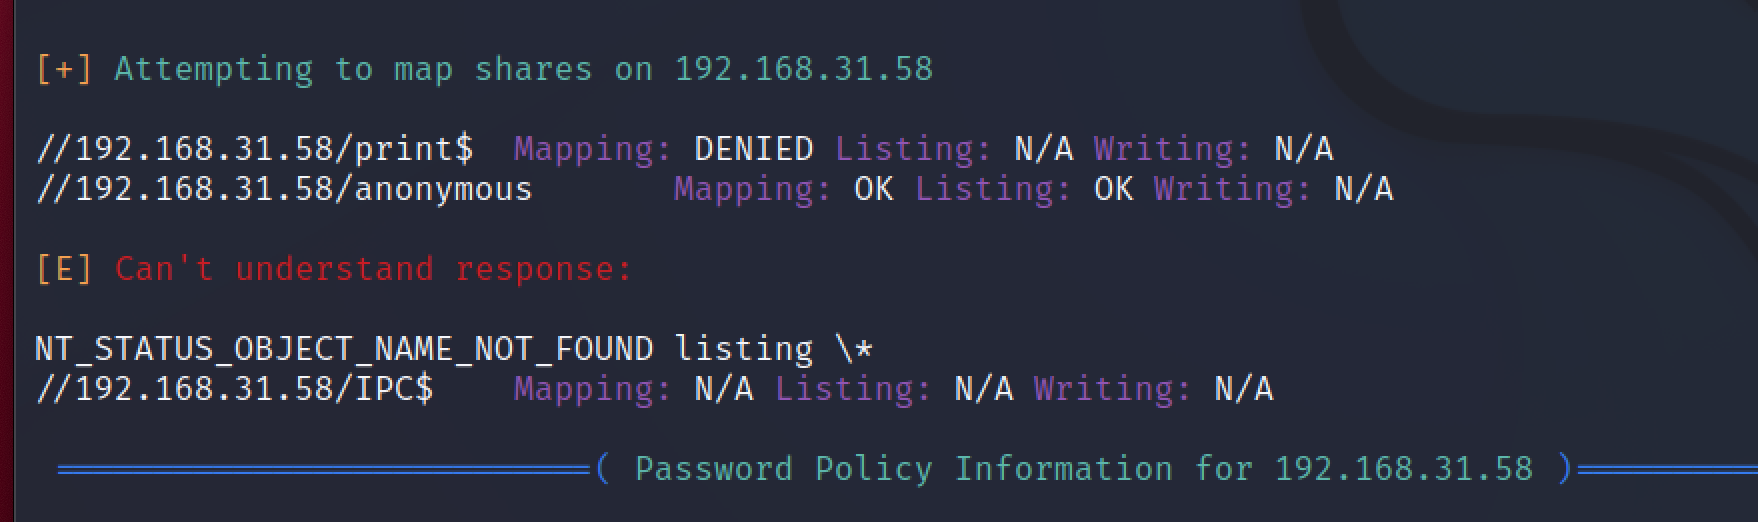 [+] Attempting to map shares on 192.168.31.58
//192.168.31.58/print$ Mapping: DENIED Listing: N/A Writing: N/A
//192.168.31.58/anonymous Mapping: OK Listing: OK Writing: N/A
[E] Can't understand response:
NT_STATUS_OBJECT_NAME_NOT_FOUND listing \*
//192.168.31.58/IPC$ Mapping: N/A Listing: N/A Writing: N/A
( Password Policy Information for 192.168.31.58 )